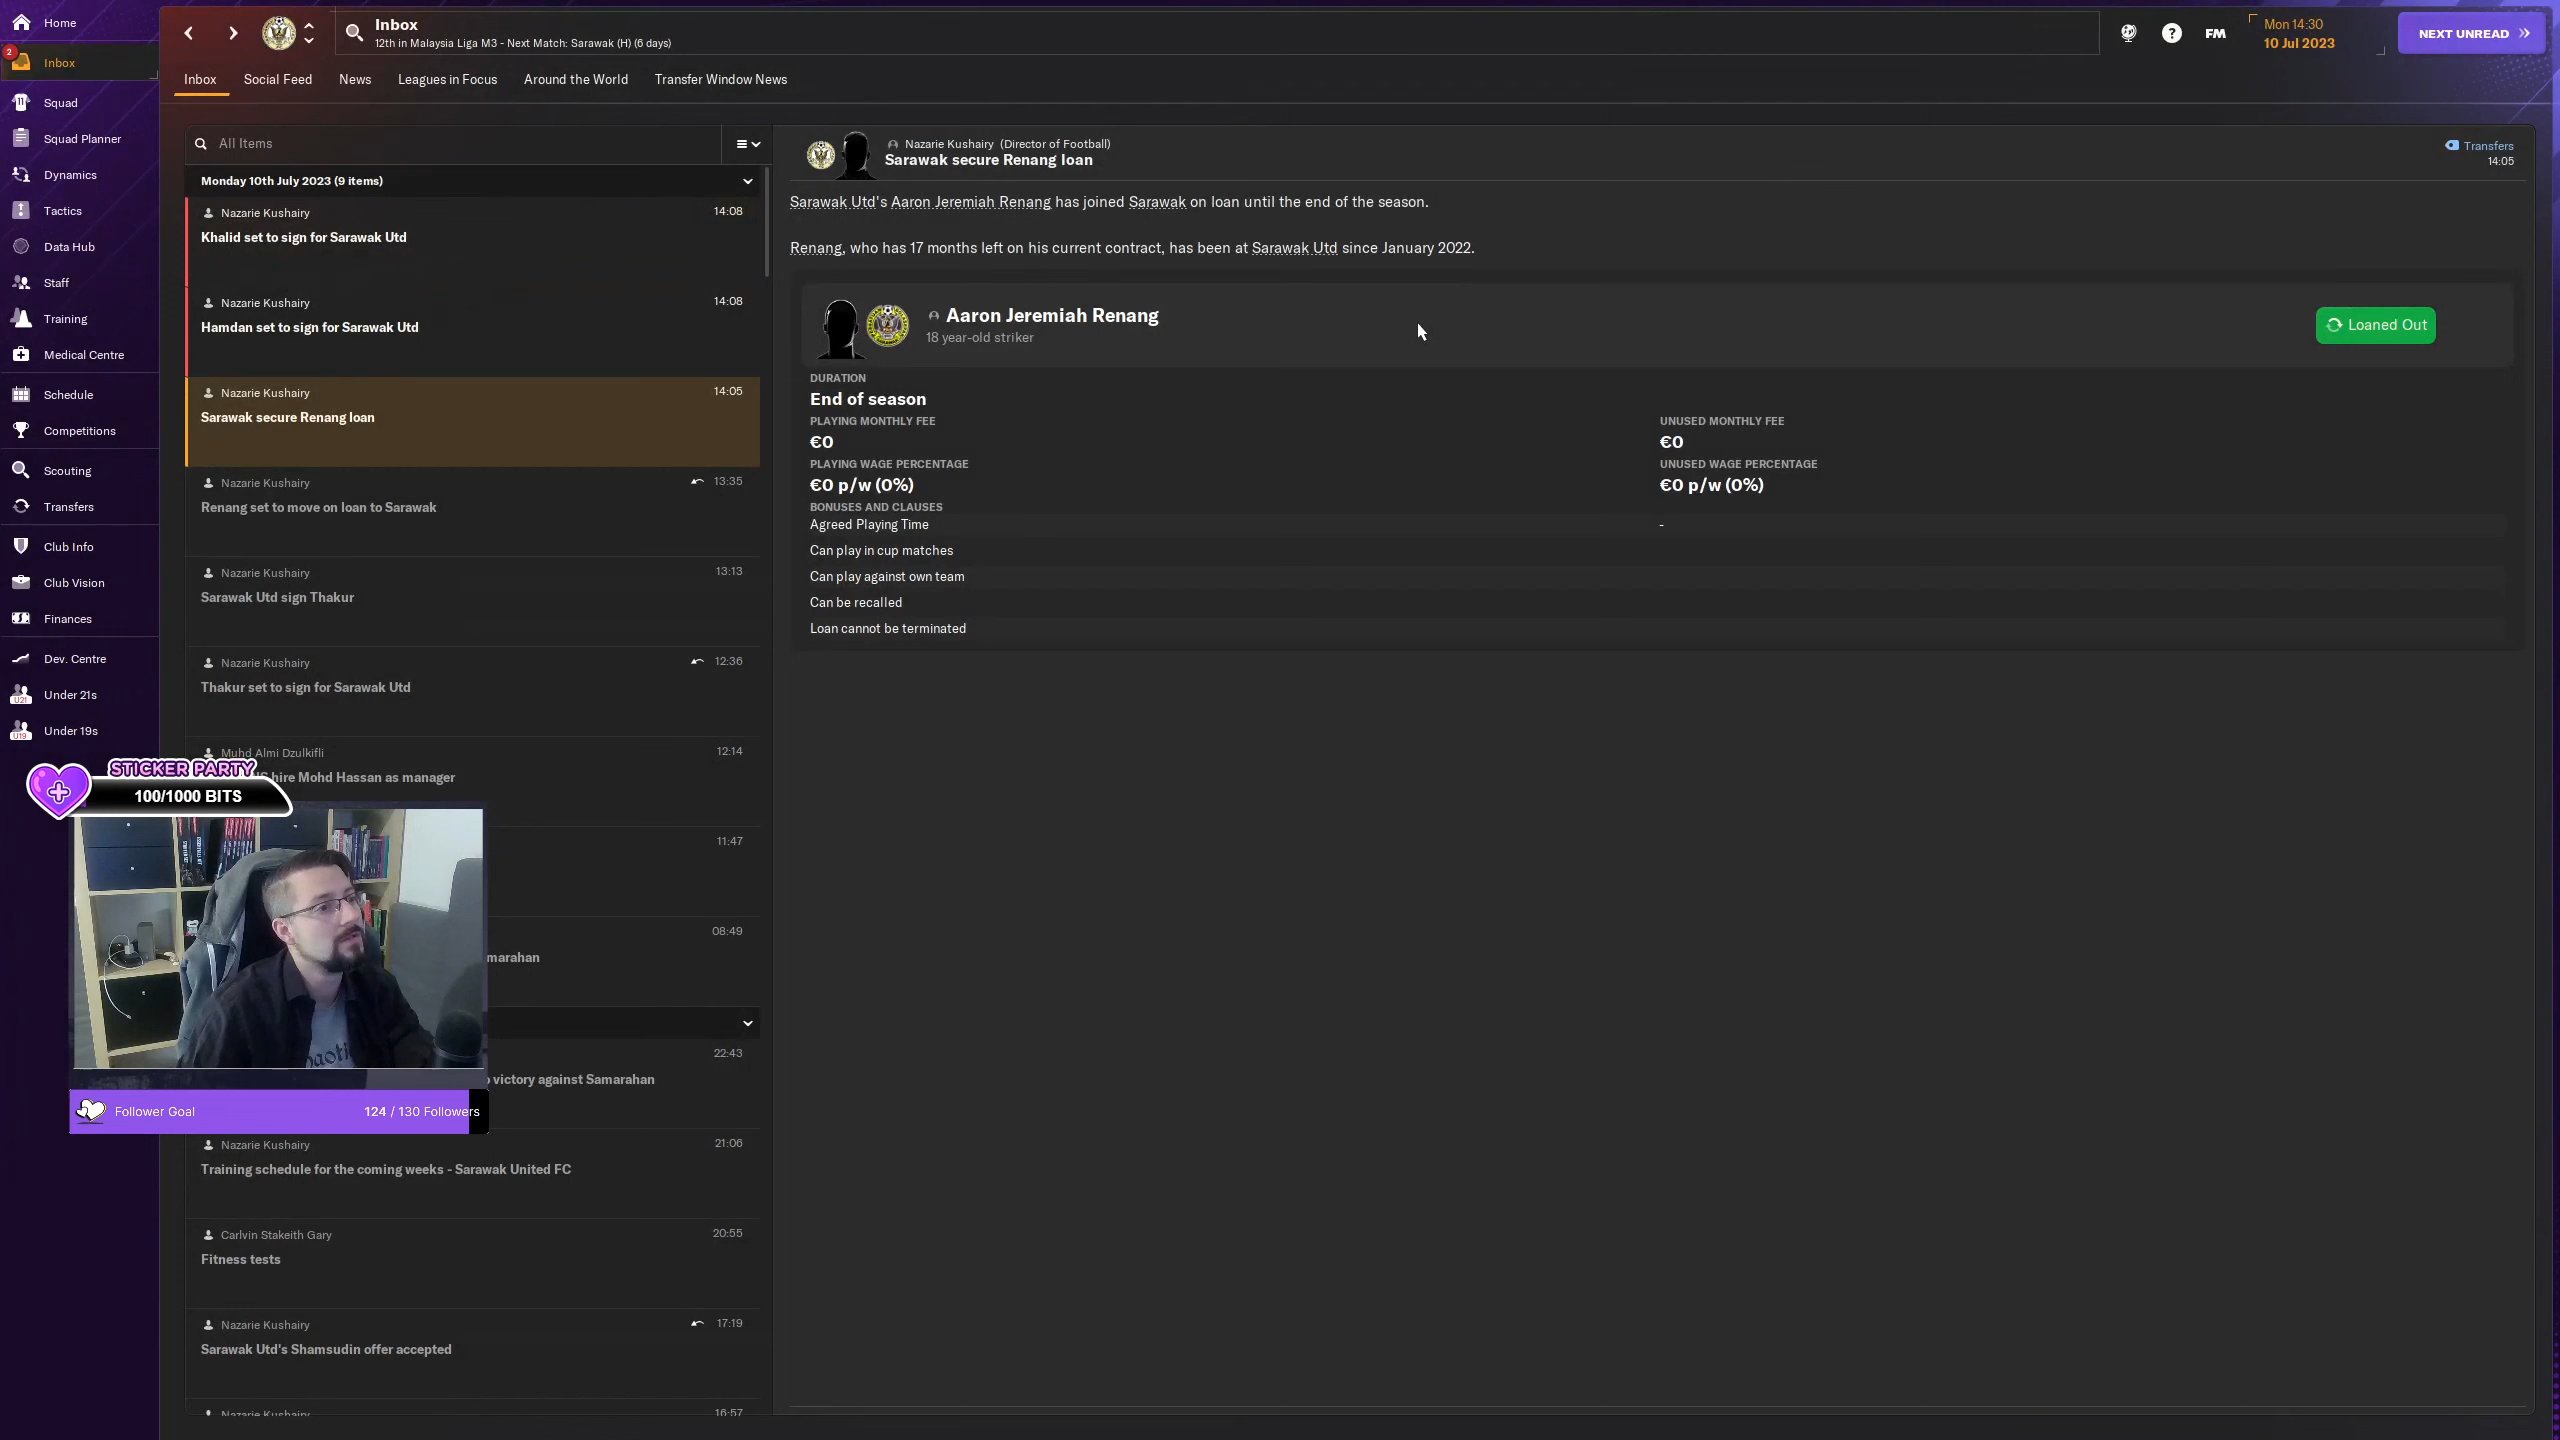 Home
2
Inbox
Squad
Squad Planner
Dynamics
Tactics
Data Hub
Staff
Training
Medical Centre
Schedule
Competitions
Scouting
Transfers
Club Info
Club Vision
Finances
Dev. Centre
U21
Under 21s
U19
Under 19s
Inbox
12th in Malaysia Liga M3 - Next Match: Sarawak (H) (6 days)
?
FM
Mon 14:30
10 Jul 2023
NEXT UNREAD
Inbox
Social Feed
News
Leagues in Focus
Around the World
Transfer Window News
All Items
Monday 10th July 2023 (9 items)
Nazarie Kushairy
14:08
Khalid set to sign for Sarawak Utd
Nazarie Kushairy
14:08
Hamdan set to sign for Sarawak Utd
Nazarie Kushairy
14:05
Sarawak secure Renang loan
Nazarie Kushairy
13:35
Renang set to move on loan to Sarawak
Nazarie Kushairy
13:13
Sarawak Utd sign Thakur
Nazarie Kushairy
12:36
Thakur set to sign for Sarawak Utd
Muhd Almi Dzulkifli
12:14
hire Mohd Hassan as manager
11:47
08:49
marahan
22:43
victory against Samarahan
Nazarie Kushairy
21:06
Training schedule for the coming weeks - Sarawak United FC
Carlvin Stakeith Gary
20:55
Fitness tests
Nazarie Kushairy
17:19
Sarawak Utd's Shamsudin offer accepted
Nazarie Kushairy
16:57
Nazarie Kushairy (Director of Football)
Sarawak secure Renang loan
Transfers
14:05
Sarawak Utd's Aaron Jeremiah Renang has joined Sarawak on loan until the end of the season.
Renang, who has 17 months left on his current contract, has been at Sarawak Utd since January 2022.
Aaron Jeremiah Renang
18 year-old striker
Loaned Out
DURATION
End of season
PLAYING MONTHLY FEE
€0
UNUSED MONTHLY FEE
€0
PLAYING WAGE PERCENTAGE
€0 p/w (0%)
UNUSED WAGE PERCENTAGE
€0 p/w (0%)
BONUSES AND CLAUSES
Agreed Playing Time
-
Can play in cup matches
Can play against own team
Can be recalled
Loan cannot be terminated
STICKER PARTY
100/1000 BITS
Follower Goal
124 / 130 Followers